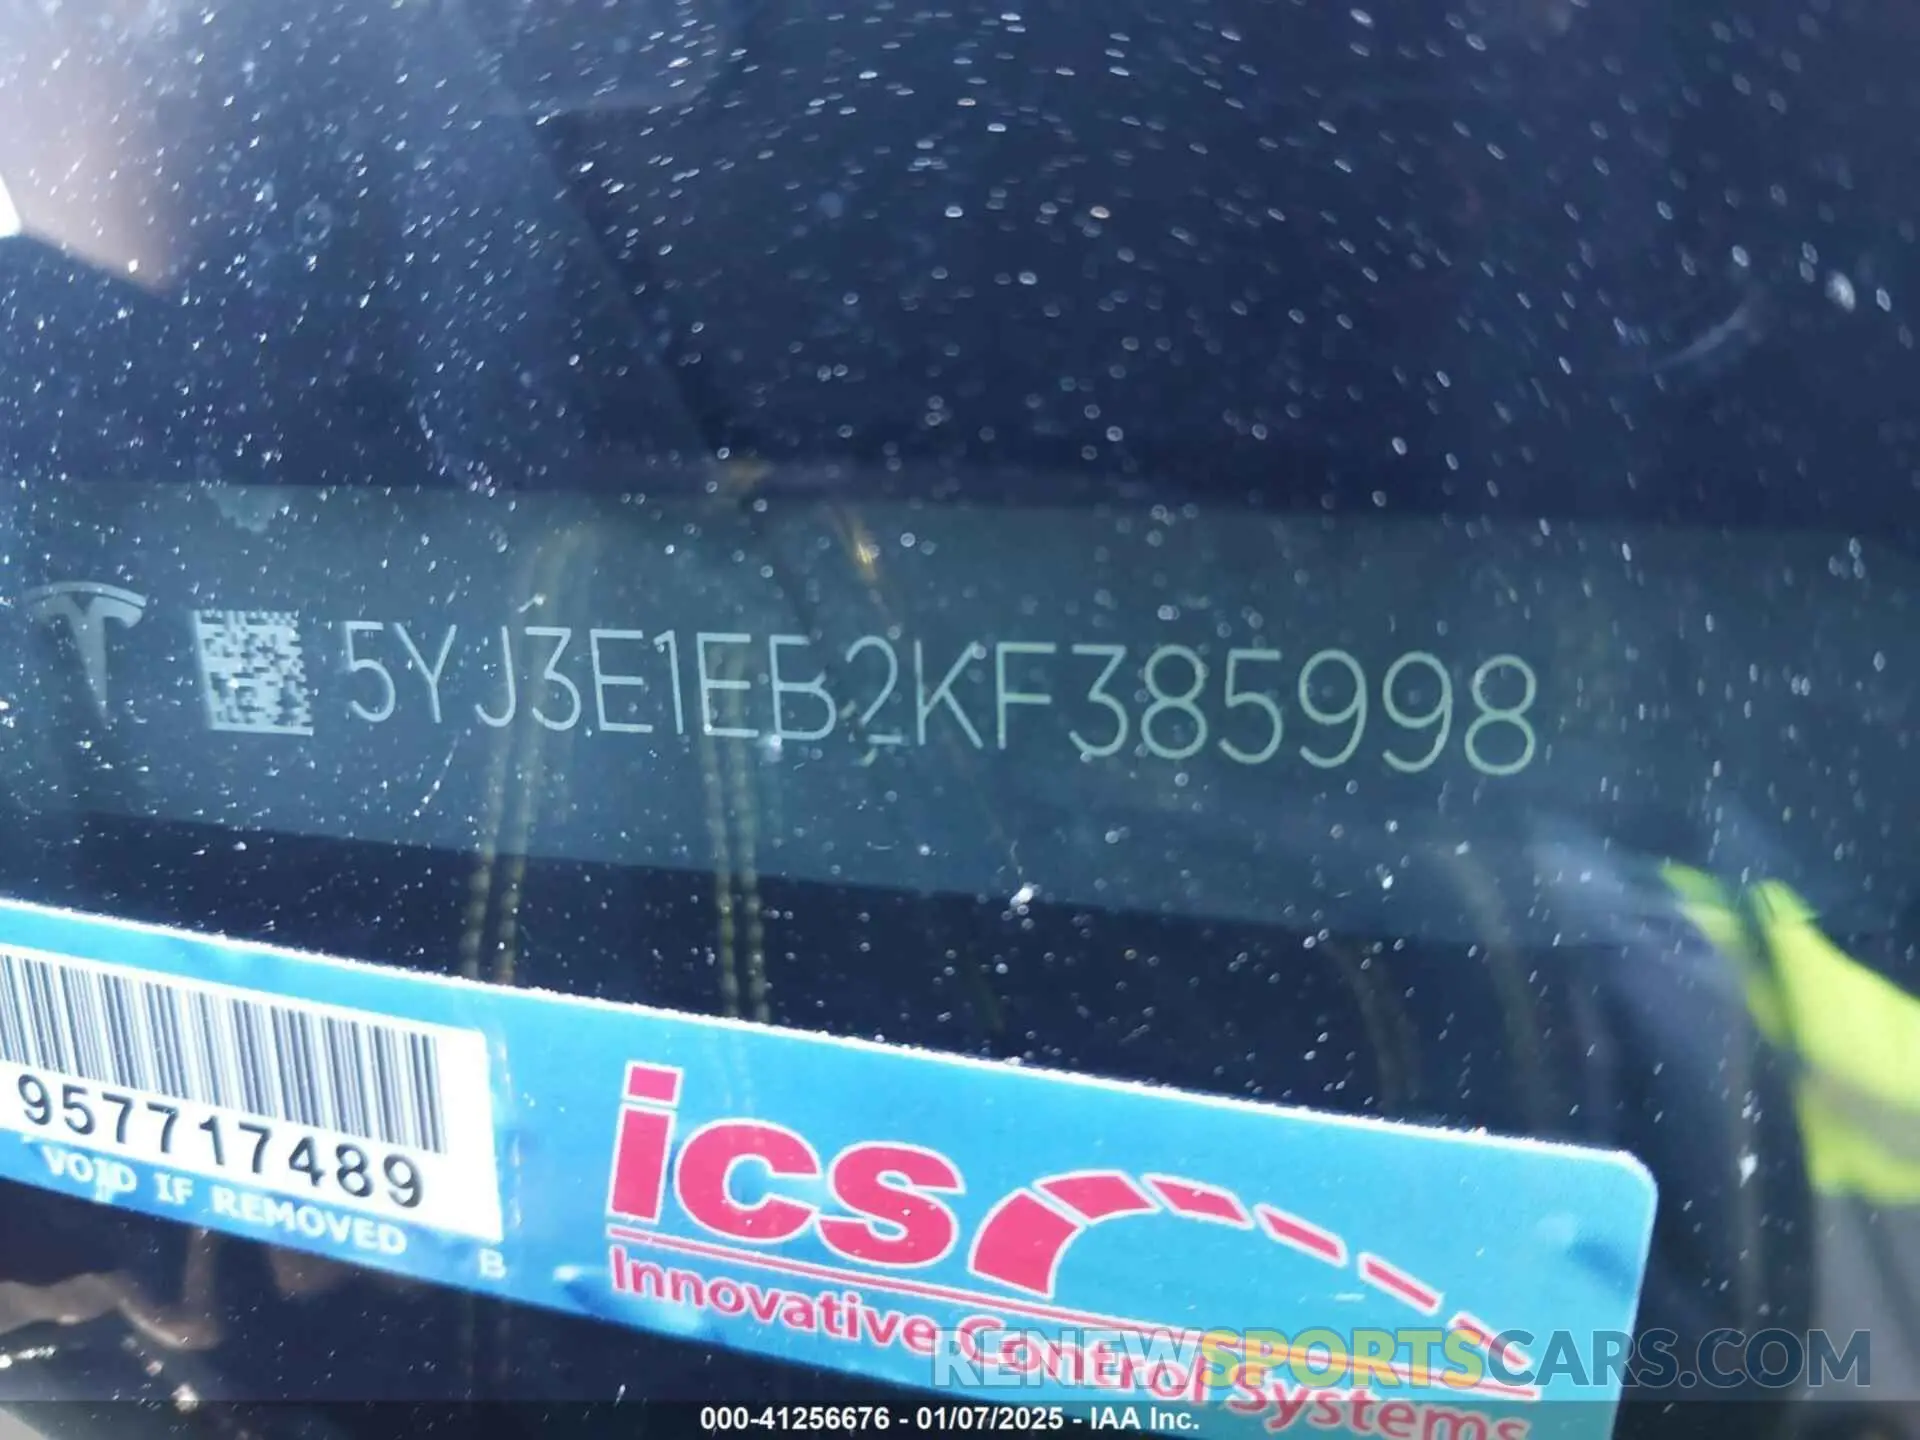 5YJ3E1EB2KF385998
957717489
VOID IF REMOVED
B
ics
Innovative Control Systems
RENEWSPORTSCARS.COM
000-41256676 - 01/07/2025 - IAA Inc.